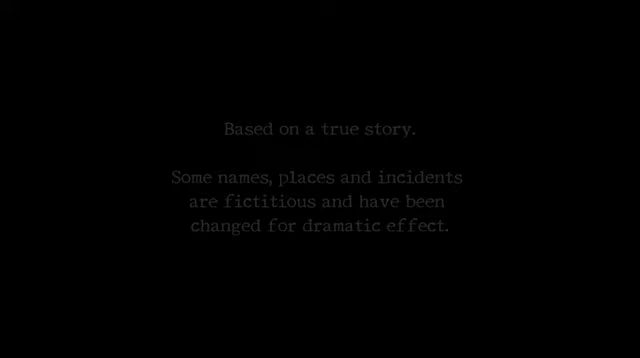 Based on a true story.
Some names, places and incidents
are fictitious and have been
changed for dramatic effect.